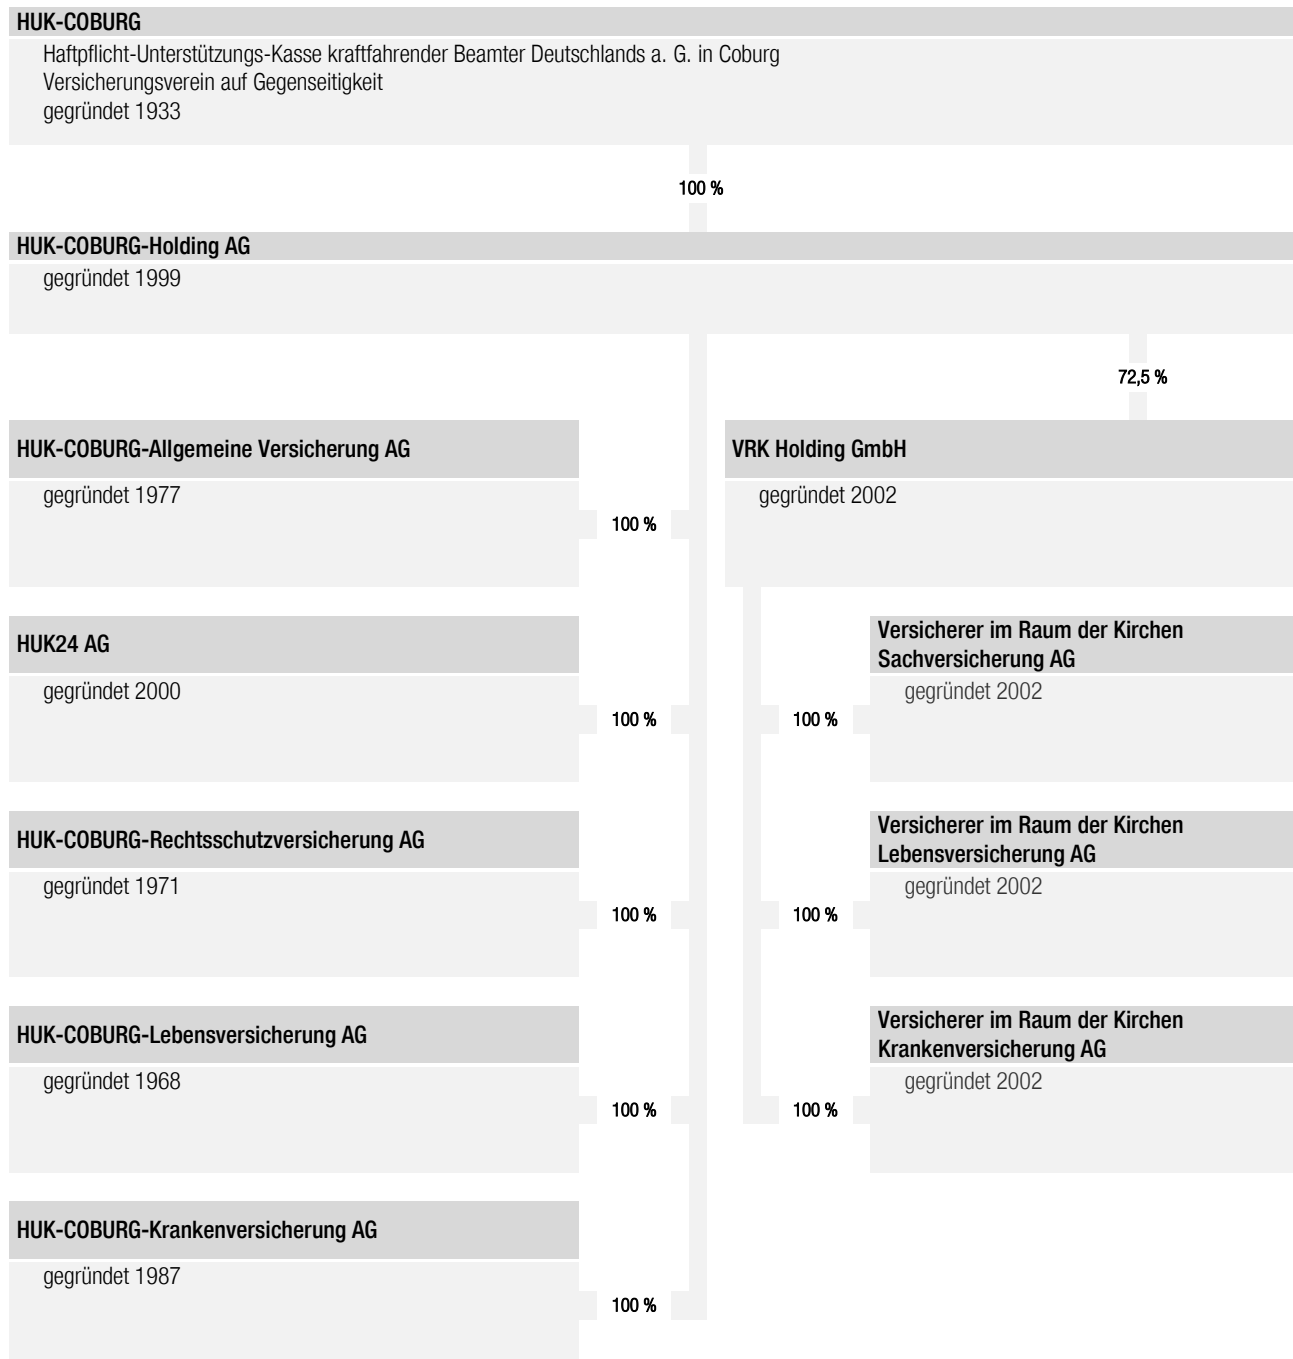 HUK-COBURG
Haftpflicht-Unterstützungs-Kasse kraftfahrender Beamter Deutschlands a. G. in Coburg
Versicherungsverein auf Gegenseitigkeit
gegründet 1933
100 %
HUK-COBURG-Holding AG
gegründet 1999
72,5 %
HUK-COBURG-Allgemeine Versicherung AG
gegründet 1977
100 %
VRK Holding GmbH
gegründet 2002
HUK24 AG
gegründet 2000
100 %
Versicherer im Raum der Kirchen
Sachversicherung AG
gegründet 2002
100 %
HUK-COBURG-Rechtsschutzversicherung AG
gegründet 1971
100 %
Versicherer im Raum der Kirchen
Lebensversicherung AG
gegründet 2002
100 %
HUK-COBURG-Lebensversicherung AG
gegründet 1968
100 %
Versicherer im Raum der Kirchen
Krankenversicherung AG
gegründet 2002
100 %
HUK-COBURG-Krankenversicherung AG
gegründet 1987
100 %